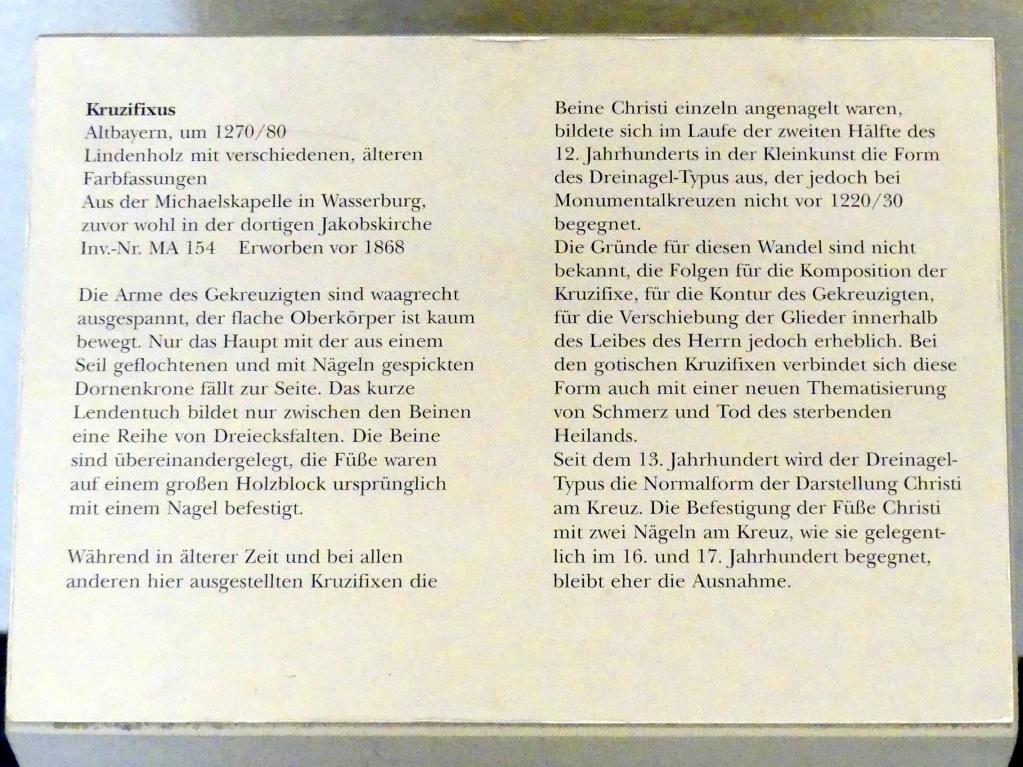 Kruzifixus
Altbayern, um 1270/80
Lindenholz mit verschiedenen, älteren
Farbfassungen
Aus der Michaelskapelle in Wasserburg,
zuvor wohl in der dortigen Jakobskirche
Inv.-Nr. MA 154 Erworben vor 1868
Die Arme des Gekreuzigten sind waagrecht
ausgespannt, der flache Oberkörper ist kaum
bewegt. Nur das Haupt mit der aus einem
Seil geflochtenen und mit Nägeln gespickten
Dornenkrone fällt zur Seite. Das kurze
Lendentuch bildet nur zwischen den Beinen
eine Reihe von Dreiecksfalten. Die Beine
sind übereinandergelegt, die Füße waren
auf einem großen Holzblock ursprünglich
mit einem Nagel befestigt.
Während in älterer Zeit und bei allen
anderen hier ausgestellten Kruzifixen die
Beine Christi einzeln angenagelt waren,
bildete sich im Laufe der zweiten Hälfte des
12. Jahrhunderts in der Kleinkunst die Form
des Dreinagel-Typus aus, der jedoch bei
Monumentalkreuzen nicht vor 1220/30
begegnet.
Die Gründe für diesen Wandel sind nicht
bekannt, die Folgen für die Komposition der
Kruzifixe, für die Kontur des Gekreuzigten,
für die Verschiebung der Glieder innerhalb
des Leibes des Herrn jedoch erheblich. Bei
den gotischen Kruzifixen verbindet sich diese
Form auch mit einer neuen Thematisierung
von Schmerz und Tod des sterbenden
Heilands.
Seit dem 13. Jahrhundert wird der Dreinagel-
Typus die Normalform der Darstellung Christi
am Kreuz. Die Befestigung der Füße Christi
mit zwei Nägeln am Kreuz, wie sie gelegent-
lich im 16. und 17. Jahrhundert begegnet,
bleibt eher die Ausnahme.